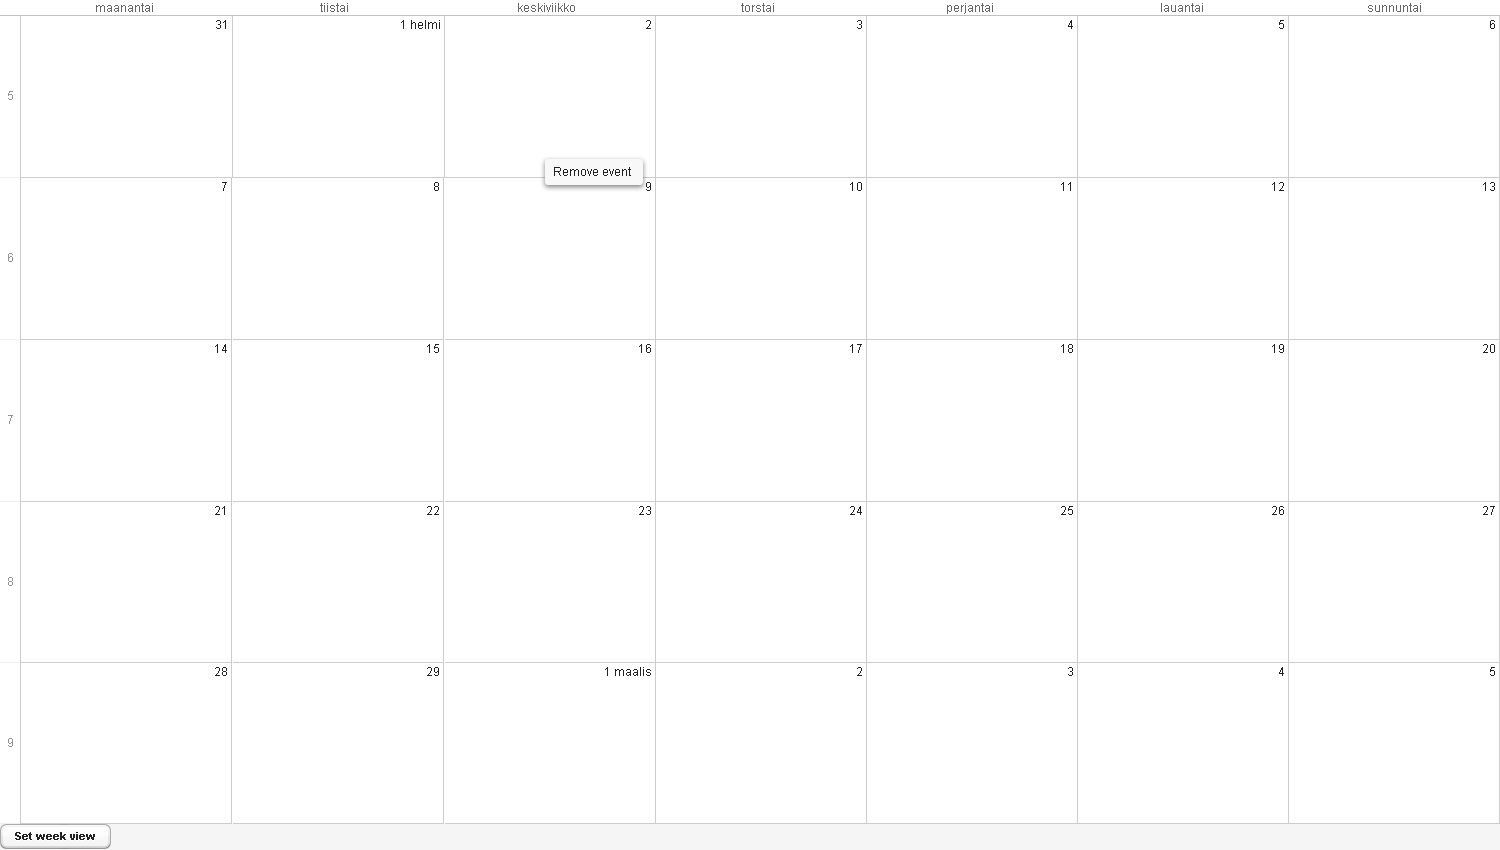 maanantai tiistai keskiviikko torstai perjantai lauantai sunnuntai
31 1 helmi 2 3 4 5 6
5
Remove event
7 8 9 10 11 12 13
6
14 15 16 17 18 19 20
7
21 22 23 24 25 26 27
8
28 29 1 maalis 2 3 4 5
9
Set week view